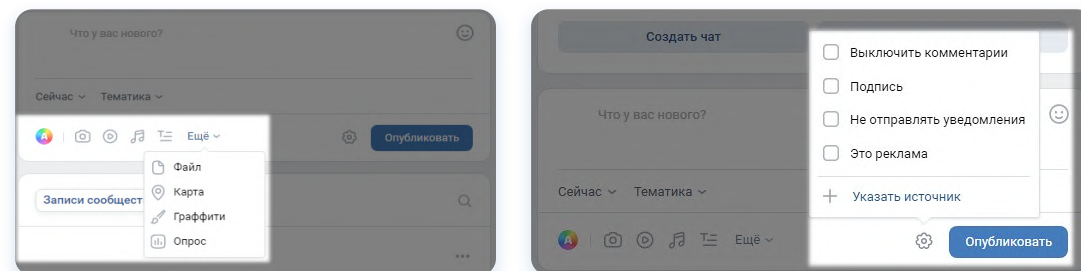 Что у вас нового?
Сейчас Тематика
А Ещё Опубликовать
Файл
Карта
Граффити
Опрос
Записи сообщест
Создать чат
Что у вас нового?
Сейчас Тематика
А Ещё
Выключить комментарии
Подпись
Не отправлять уведомления
Это реклама
Указать источник
Опубликовать